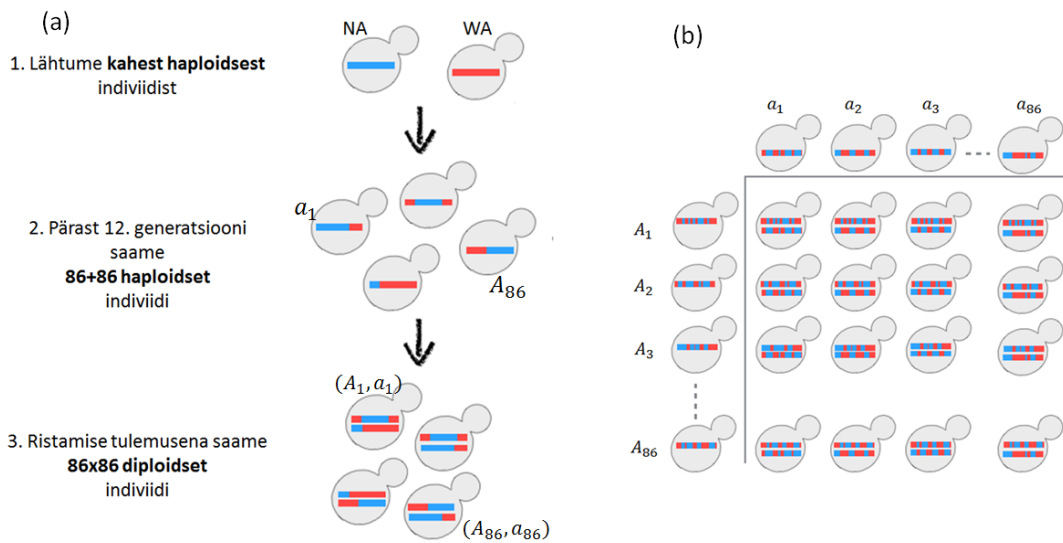 (a)
NA WA
1. Lähtume kahest haploidsest
indiviidist
a₁
2. Pärast 12. generatsiooni
saame
86+86 haploidset
indiviidi
A₈₆
(A₁, a₁)
3. Ristamise tulemusena saame
86x86 diploidset
indiviidi
(A₈₆, a₈₆)
(b)
a₁ a₂ a₃ a₈₆
A₁
A₂
A₃
A₈₆